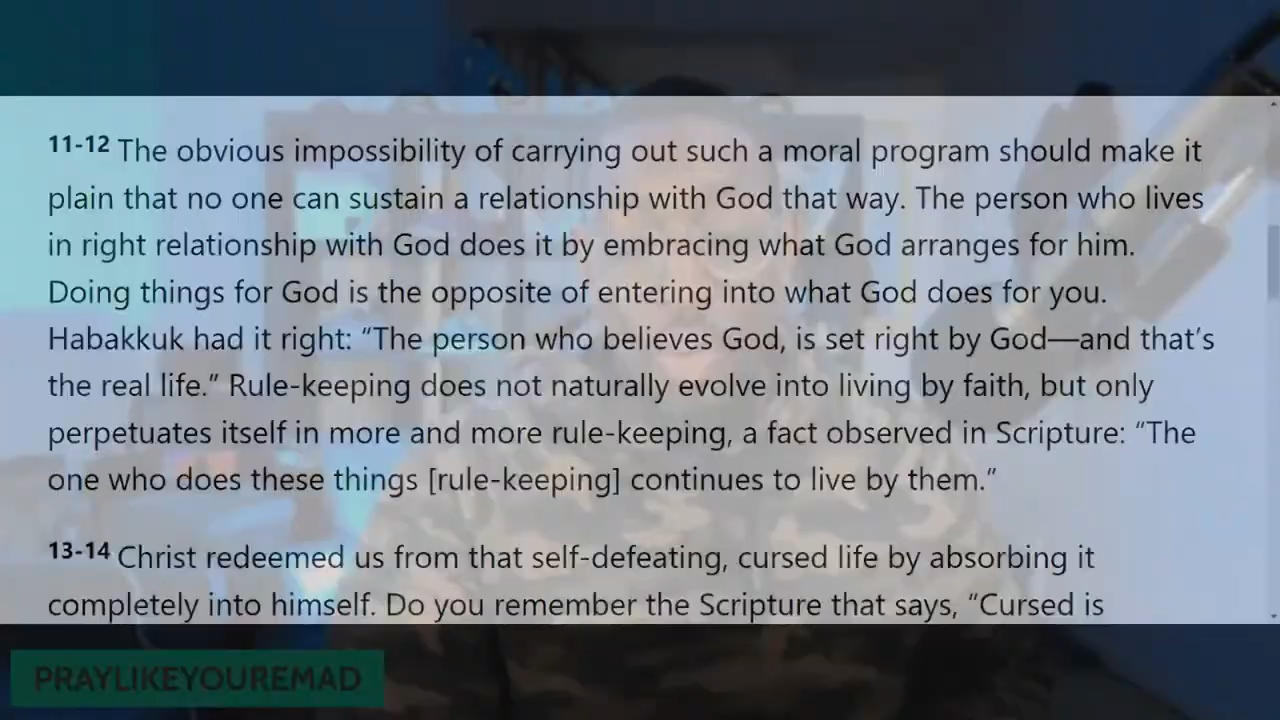 11-12 The obvious impossibility of carrying out such a moral program should make it
plain that no one can sustain a relationship with God that way. The person who lives
in right relationship with God does it by embracing what God arranges for him.
Doing things for God is the opposite of entering into what God does for you.
Habakkuk had it right: “The person who believes God, is set right by God—and that’s
the real life.” Rule-keeping does not naturally evolve into living by faith, but only
perpetuates itself in more and more rule-keeping, a fact observed in Scripture: “The
one who does these things [rule-keeping] continues to live by them.”
13-14 Christ redeemed us from that self-defeating, cursed life by absorbing it
completely into himself. Do you remember the Scripture that says, “Cursed is
PRAYLIKEYOUREMAD